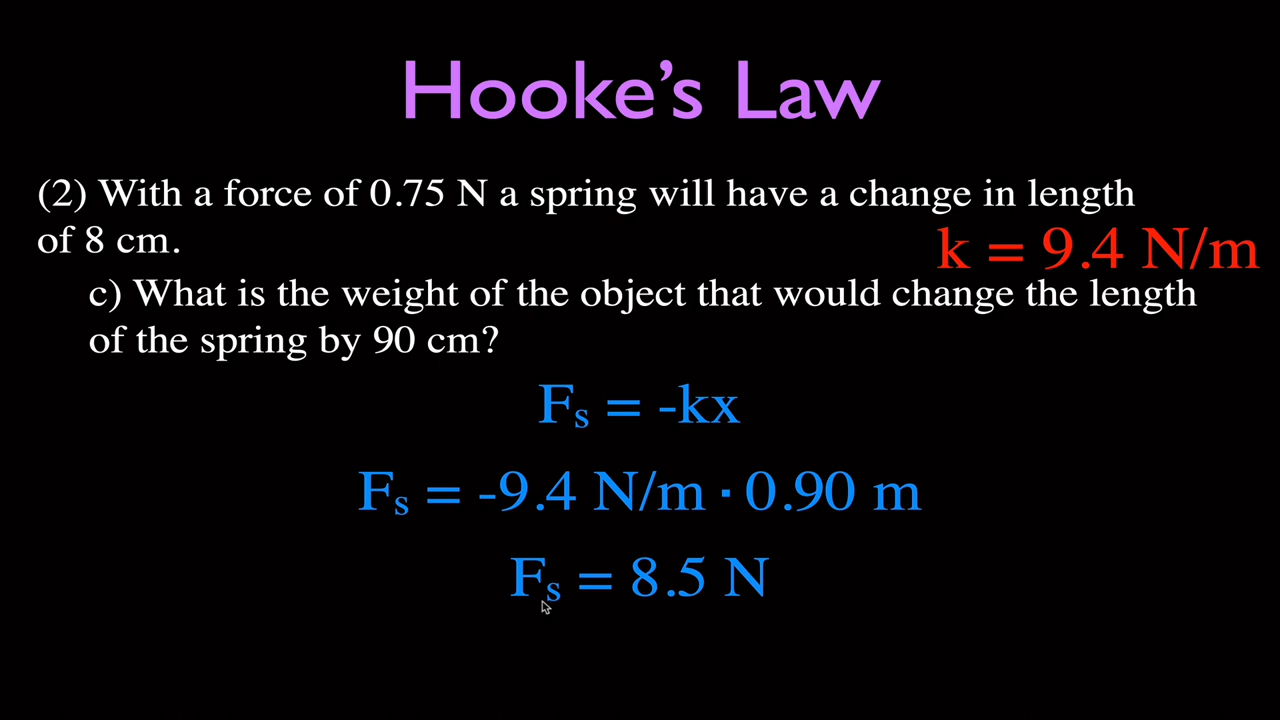 Hooke’s Law
(2) With a force of 0.75 N a spring will have a change in length
of 8 cm.
k = 9.4 N/m
c) What is the weight of the object that would change the length
of the spring by 90 cm?
Fₛ = -kx
Fₛ = -9.4 N/m · 0.90 m
Fₛ = 8.5 N